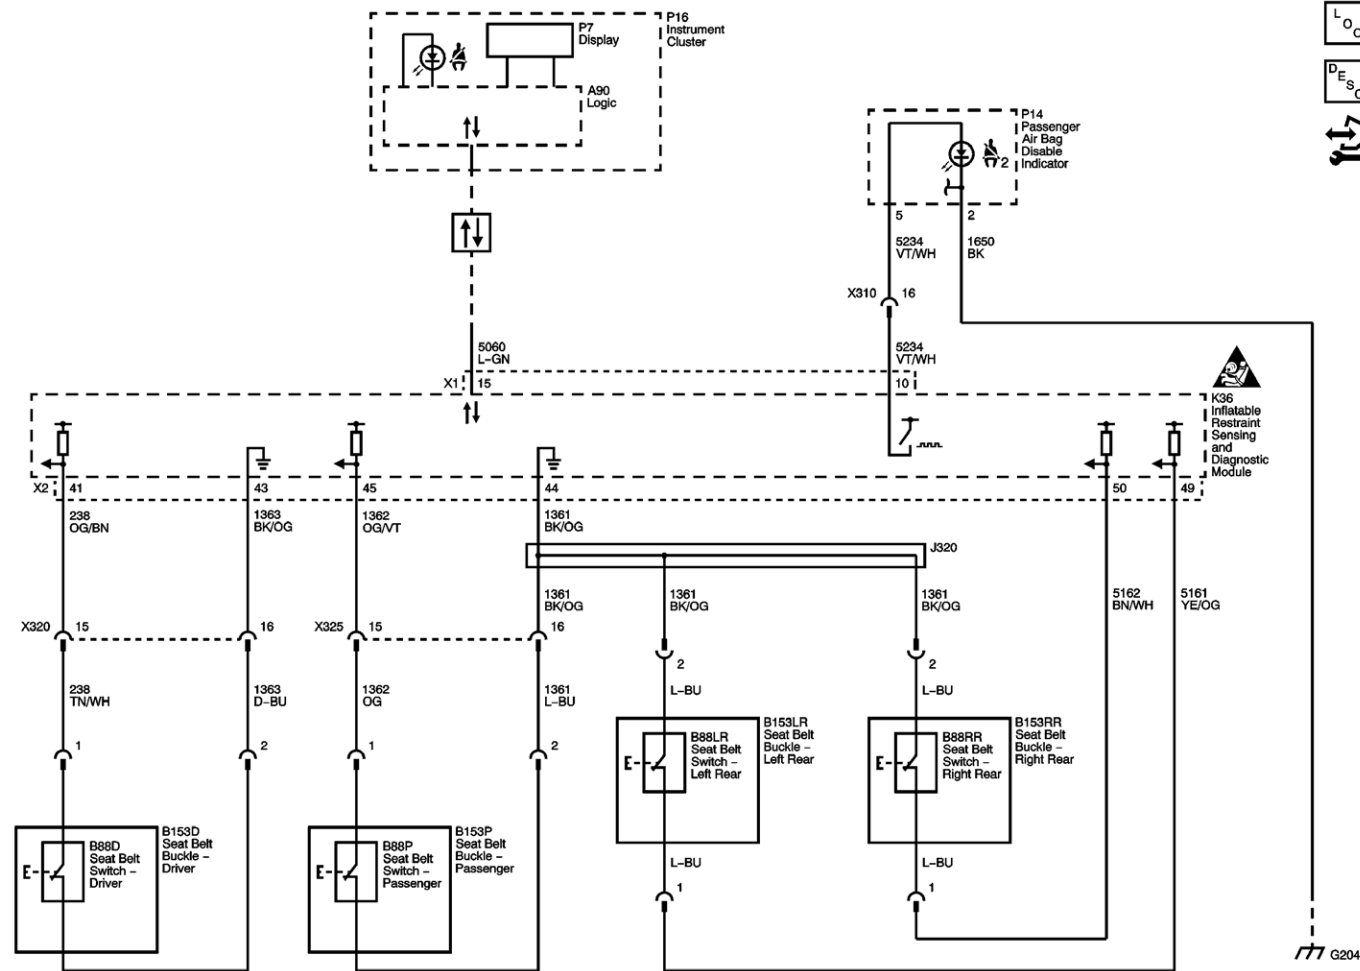 P16
Instrument
Cluster
P7
Display
A90
Logic
L
O
C
D
E
S
C
P14
Passenger
Air Bag
Disable
Indicator
2
5
2
5234
VT/WH
1650
BK
X310
16
5060
L-GN
5234
VT/WH
X1
15
10
K36
Inflatable
Restraint
Sensing
and
Diagnostic
Module
X2
41
43
45
44
50
49
238
OG/BN
1363
BK/OG
1362
OG/VT
1361
BK/OG
J320
1361
BK/OG
1361
BK/OG
1361
BK/OG
5162
BN/WH
5161
YE/OG
X320
15
16
X325
15
16
2
2
238
TN/WH
1363
D-BU
1362
OG
1361
L-BU
L-BU
L-BU
1
2
1
2
B88LR
Seat Belt
Switch –
Left Rear
B153LR
Seat Belt
Buckle –
Left Rear
B88RR
Seat Belt
Switch –
Right Rear
B153RR
Seat Belt
Buckle –
Right Rear
E
E
B88D
Seat Belt
Switch –
Driver
B153D
Seat Belt
Buckle –
Driver
B88P
Seat Belt
Switch –
Passenger
B153P
Seat Belt
Buckle –
Passenger
E
E
L-BU
L-BU
1
1
G204